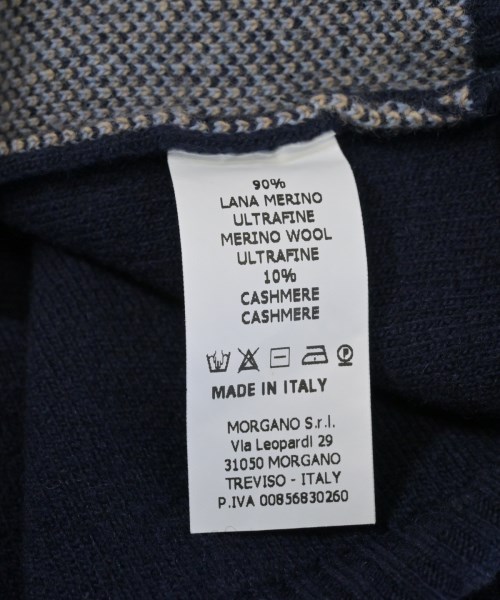 90%
LANA MERINO
ULTRAFINE
MERINO WOOL
ULTRAFINE
10%
CASHMERE
CASHMERE
P
MADE IN ITALY
MORGANO S.r.l.
Via Leopardi 29
31050 MORGANO
TREVISO - ITALY
P.IVA 00856830260